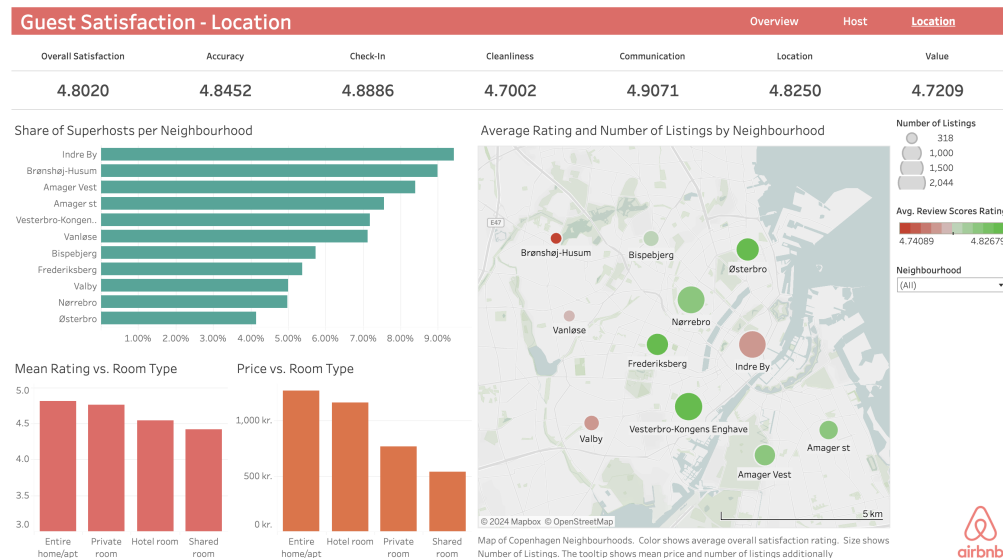 Guest Satisfaction - Location
Overview Host Location
Overall Satisfaction Accuracy Check-In Cleanliness Communication Location Value
4.8020 4.8452 4.8886 4.7002 4.9071 4.8250 4.7209
Share of Superhosts per Neighbourhood
Indre By
Brønshøj-Husum
Amager Vest
Amager st
Vesterbro-Kongen..
Vanløse
Bispebjerg
Frederiksberg
Valby
Nørrebro
Østerbro
1.00% 2.00% 3.00% 4.00% 5.00% 6.00% 7.00% 8.00% 9.00%
Mean Rating vs. Room Type
5.0
4.5
4.0
3.5
3.0
Entire home/apt
Private room
Hotel room
Shared room
Price vs. Room Type
1,000 kr.
500 kr.
0 kr.
Entire home/apt
Hotel room
Private room
Shared room
Average Rating and Number of Listings by Neighbourhood
E47
Brønshøj-Husum
Bispebjerg
Østerbro
Nørrebro
Vanløse
Frederiksberg
Indre By
Vesterbro-Kongens Enghave
Valby
Amager st
Amager Vest
5 km
© 2024 Mapbox © OpenStreetMap
Map of Copenhagen Neighbourhoods. Color shows average overall satisfaction rating. Size shows
Number of Listings. The tooltip shows mean price and number of listings additionally
Number of Listings
318
1,000
1,500
2,044
Avg. Review Scores Rating
4.74089 4.82679
Neighbourhood
(All)
airbnb